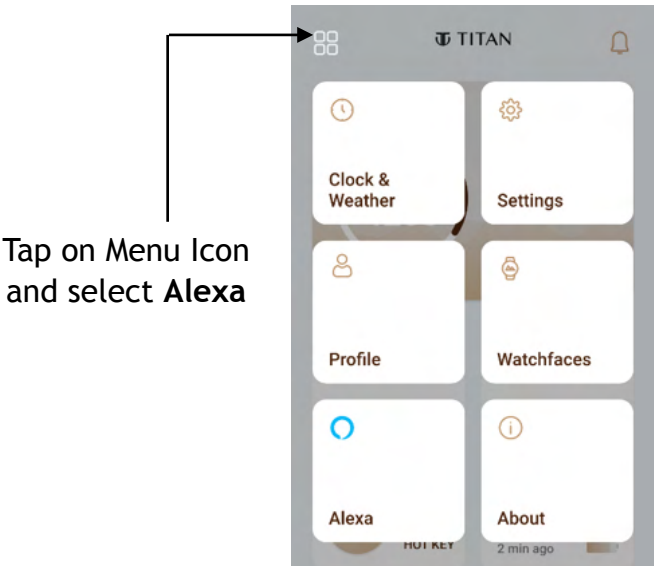 TITAN
Clock &
Weather
Settings
Tap on Menu Icon
and select Alexa
Profile
Watchfaces
Alexa
About
HOT KEY
2 min ago